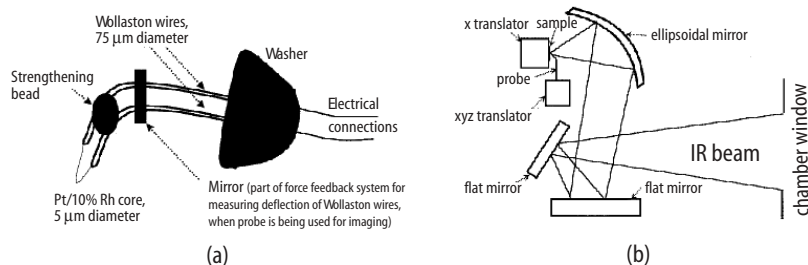 Wollaston wires,
75 µm diameter
Washer
Strengthening
bead
Electrical
connections
Pt/10% Rh core,
5 µm diameter
Mirror (part of force feedback system for
measuring deflection of Wollaston wires,
when probe is being used for imaging)
(a)
x translator
sample
ellipsoidal mirror
probe
xyz translator
IR beam
chamber window
flat mirror
flat mirror
(b)